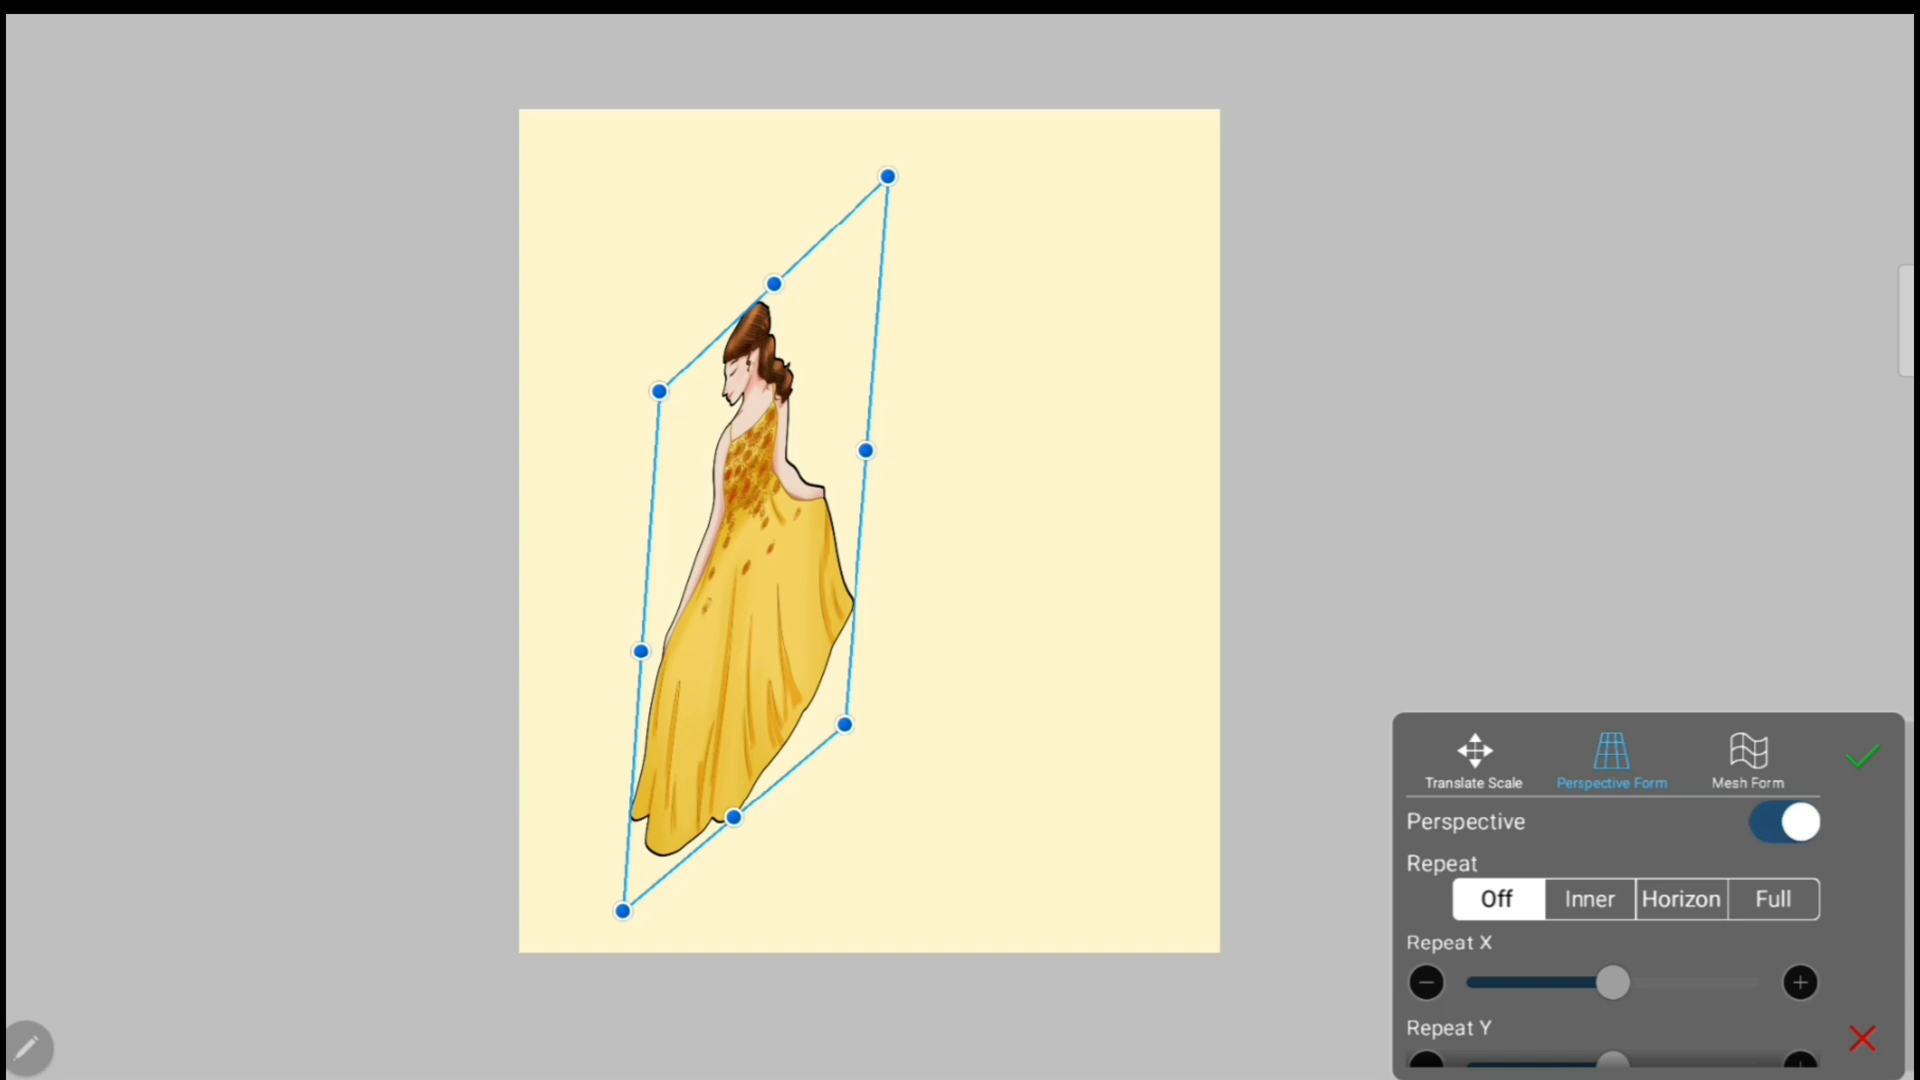 Translate Scale Perspective Form Mesh Form
Perspective
Repeat
Off Inner Horizon Full
Repeat X
Repeat Y